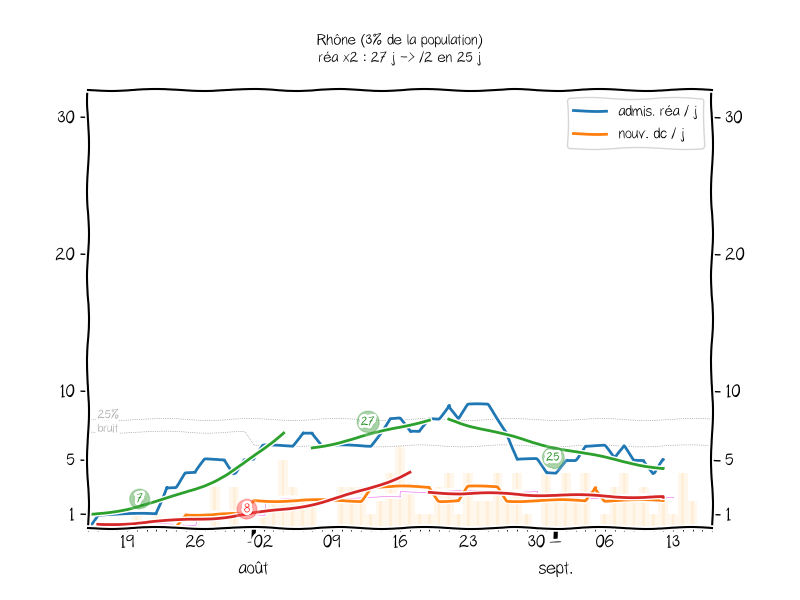 Rhône (3% de la population)
réa x2 : 27 j -> /2 en 25 j
admis. réa / j
nouv. dc / j
30
30
20
20
10
10
25%
bruit
27
25
5
5
7
8
1
1
19 26 02 09 16 23 30 06 13
août sept.